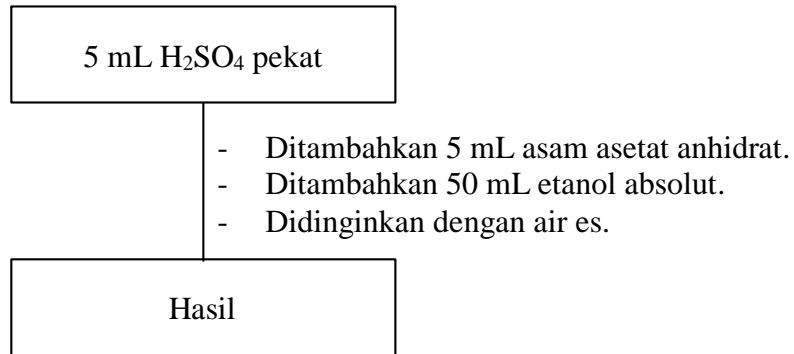 5 mL H₂SO₄ pekat
- Ditambahkan 5 mL asam asetat anhidrat.
- Ditambahkan 50 mL etanol absolut.
- Didinginkan dengan air es.
Hasil